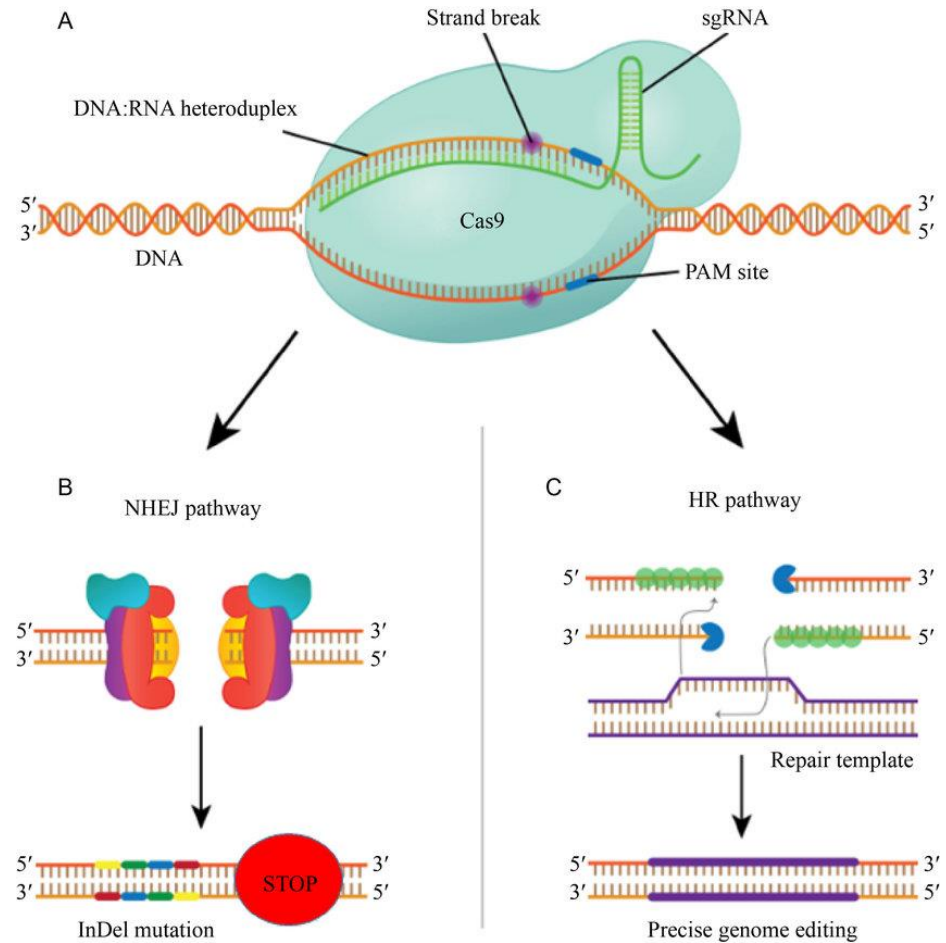 A
Strand break
sgRNA
DNA:RNA heteroduplex
5′
3′
3′
5′
Cas9
DNA
PAM site
B
NHEJ pathway
5′
3′
3′
5′
STOP
5′
3′
3′
5′
InDel mutation
C
HR pathway
5′
3′
3′
5′
Repair template
5′
3′
3′
5′
Precise genome editing